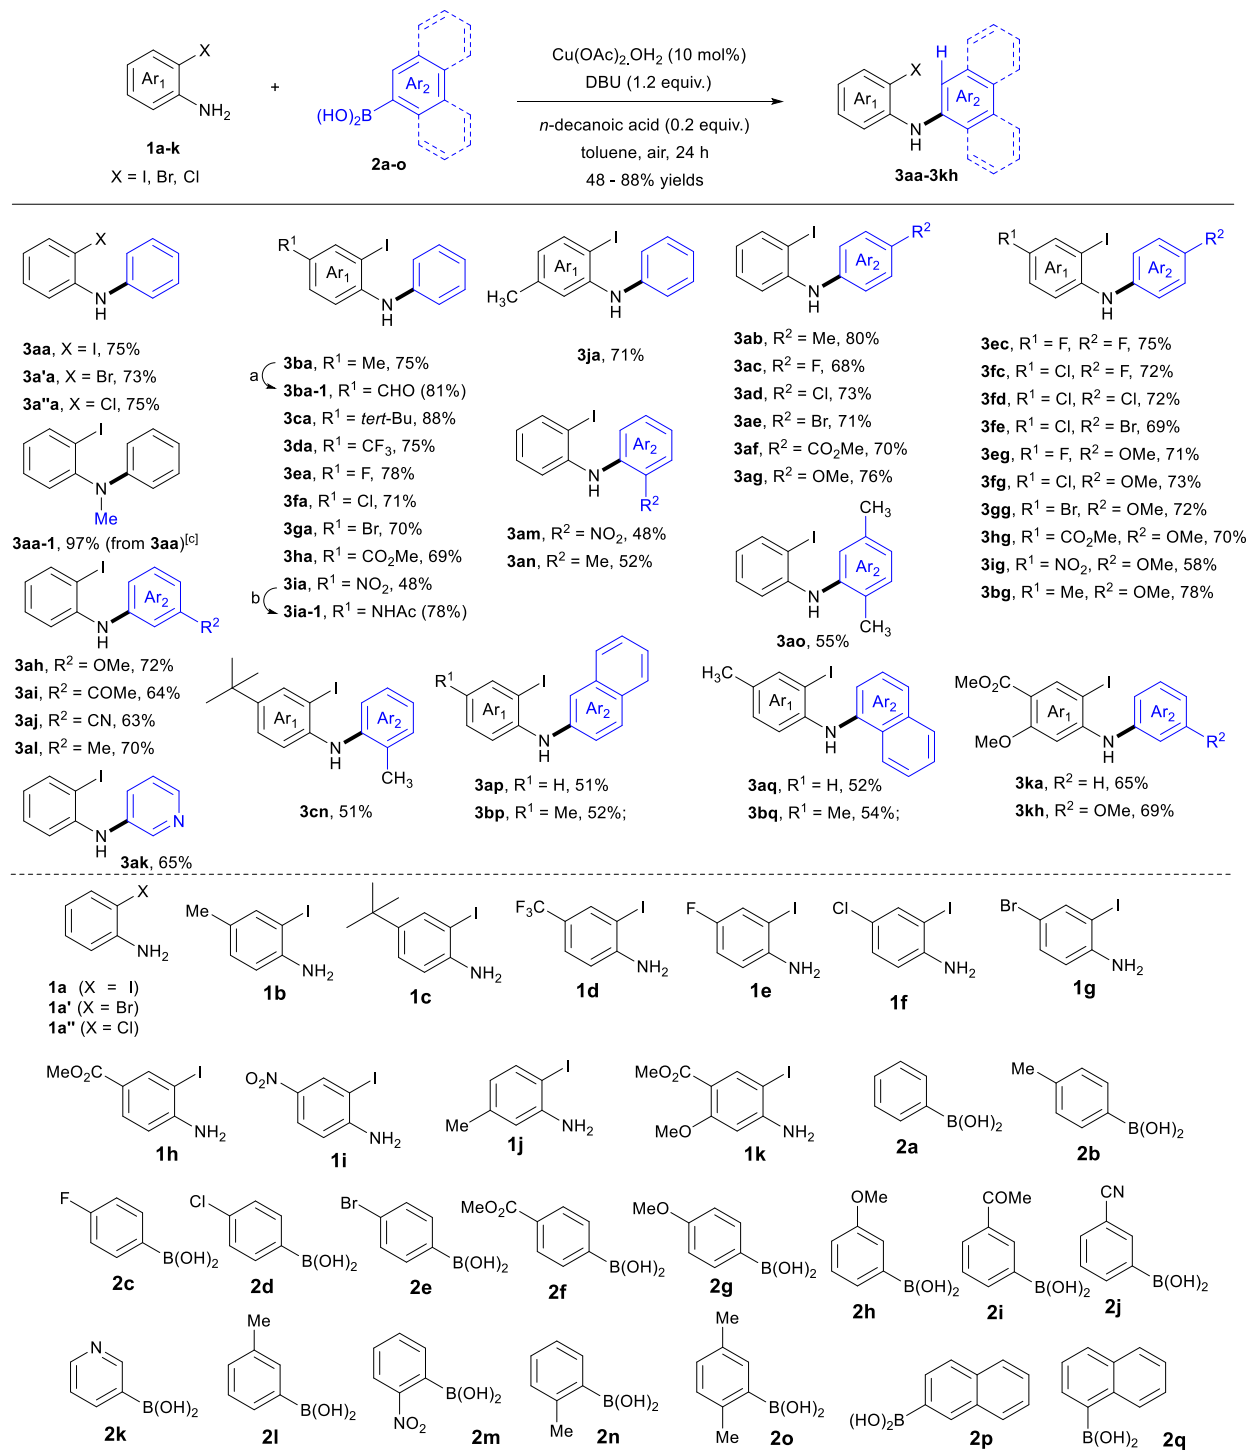 X
Ar1
NH2
1a-k
X = I, Br, Cl
+
Ar2
(HO)2B
2a-o
Cu(OAc)2.OH2 (10 mol%)
DBU (1.2 equiv.)
n-decanoic acid (0.2 equiv.)
toluene, air, 24 h
48 - 88% yields
X
H
Ar1
Ar2
N
H
3aa-3kh
X
N
H
3aa, X = I, 75%
3a'a, X = Br, 73%
3a''a, X = Cl, 75%
I
N
Me
3aa-1, 97% (from 3aa)[c]
I
Ar2
N
H
R2
3ah, R2 = OMe, 72%
3ai, R2 = COMe, 64%
3aj, R2 = CN, 63%
3al, R2 = Me, 70%
I
N
H
N
3ak, 65%
R1
I
Ar1
N
H
3ba, R1 = Me, 75%
a
3ba-1, R1 = CHO (81%)
3ca, R1 = tert-Bu, 88%
3da, R1 = CF3, 75%
3ea, R1 = F, 78%
3fa, R1 = Cl, 71%
3ga, R1 = Br, 70%
3ha, R1 = CO2Me, 69%
3ia, R1 = NO2, 48%
b
3ia-1, R1 = NHAc (78%)
I
Ar1
H3C
N
H
3ja, 71%
I
Ar2
N
H
R2
3am, R2 = NO2, 48%
3an, R2 = Me, 52%
I
R2
Ar2
N
H
3ab, R2 = Me, 80%
3ac, R2 = F, 68%
3ad, R2 = Cl, 73%
3ae, R2 = Br, 71%
3af, R2 = CO2Me, 70%
3ag, R2 = OMe, 76%
CH3
I
Ar2
N
H
CH3
3ao, 55%
R1
I
R2
Ar1
Ar2
N
H
3ec, R1 = F, R2 = F, 75%
3fc, R1 = Cl, R2 = F, 72%
3fd, R1 = Cl, R2 = Cl, 72%
3fe, R1 = Cl, R2 = Br, 69%
3eg, R1 = F, R2 = OMe, 71%
3fg, R1 = Cl, R2 = OMe, 73%
3gg, R1 = Br, R2 = OMe, 72%
3hg, R1 = CO2Me, R2 = OMe, 70%
3ig, R1 = NO2, R2 = OMe, 58%
3bg, R1 = Me, R2 = OMe, 78%
I
Ar1
Ar2
N
H
CH3
3cn, 51%
R1
I
Ar1
Ar2
N
H
3ap, R1 = H, 51%
3bp, R1 = Me, 52%;
CH3
I
Ar1
Ar2
N
H
3aq, R1 = H, 52%
3bq, R1 = Me, 54%;
MeO2C
I
Ar1
Ar2
MeO
N
H
R2
3ka, R2 = H, 65%
3kh, R2 = OMe, 69%
X
NH2
1a (X = I)
1a' (X = Br)
1a'' (X = Cl)
Me
I
NH2
1b
I
NH2
1c
F3C
I
NH2
1d
F
I
NH2
1e
Cl
I
NH2
1f
Br
I
NH2
1g
MeO2C
I
NH2
1h
O2N
I
NH2
1i
I
Me
NH2
1j
MeO2C
I
MeO
NH2
1k
B(OH)2
2a
Me
B(OH)2
2b
F
B(OH)2
2c
Cl
B(OH)2
2d
Br
B(OH)2
2e
MeO2C
B(OH)2
2f
MeO
B(OH)2
2g
OMe
B(OH)2
2h
COMe
B(OH)2
2i
CN
B(OH)2
2j
N
B(OH)2
2k
Me
B(OH)2
2l
B(OH)2
NO2
2m
B(OH)2
Me
2n
Me
B(OH)2
Me
2o
(HO)2B
2p
B(OH)2
2q